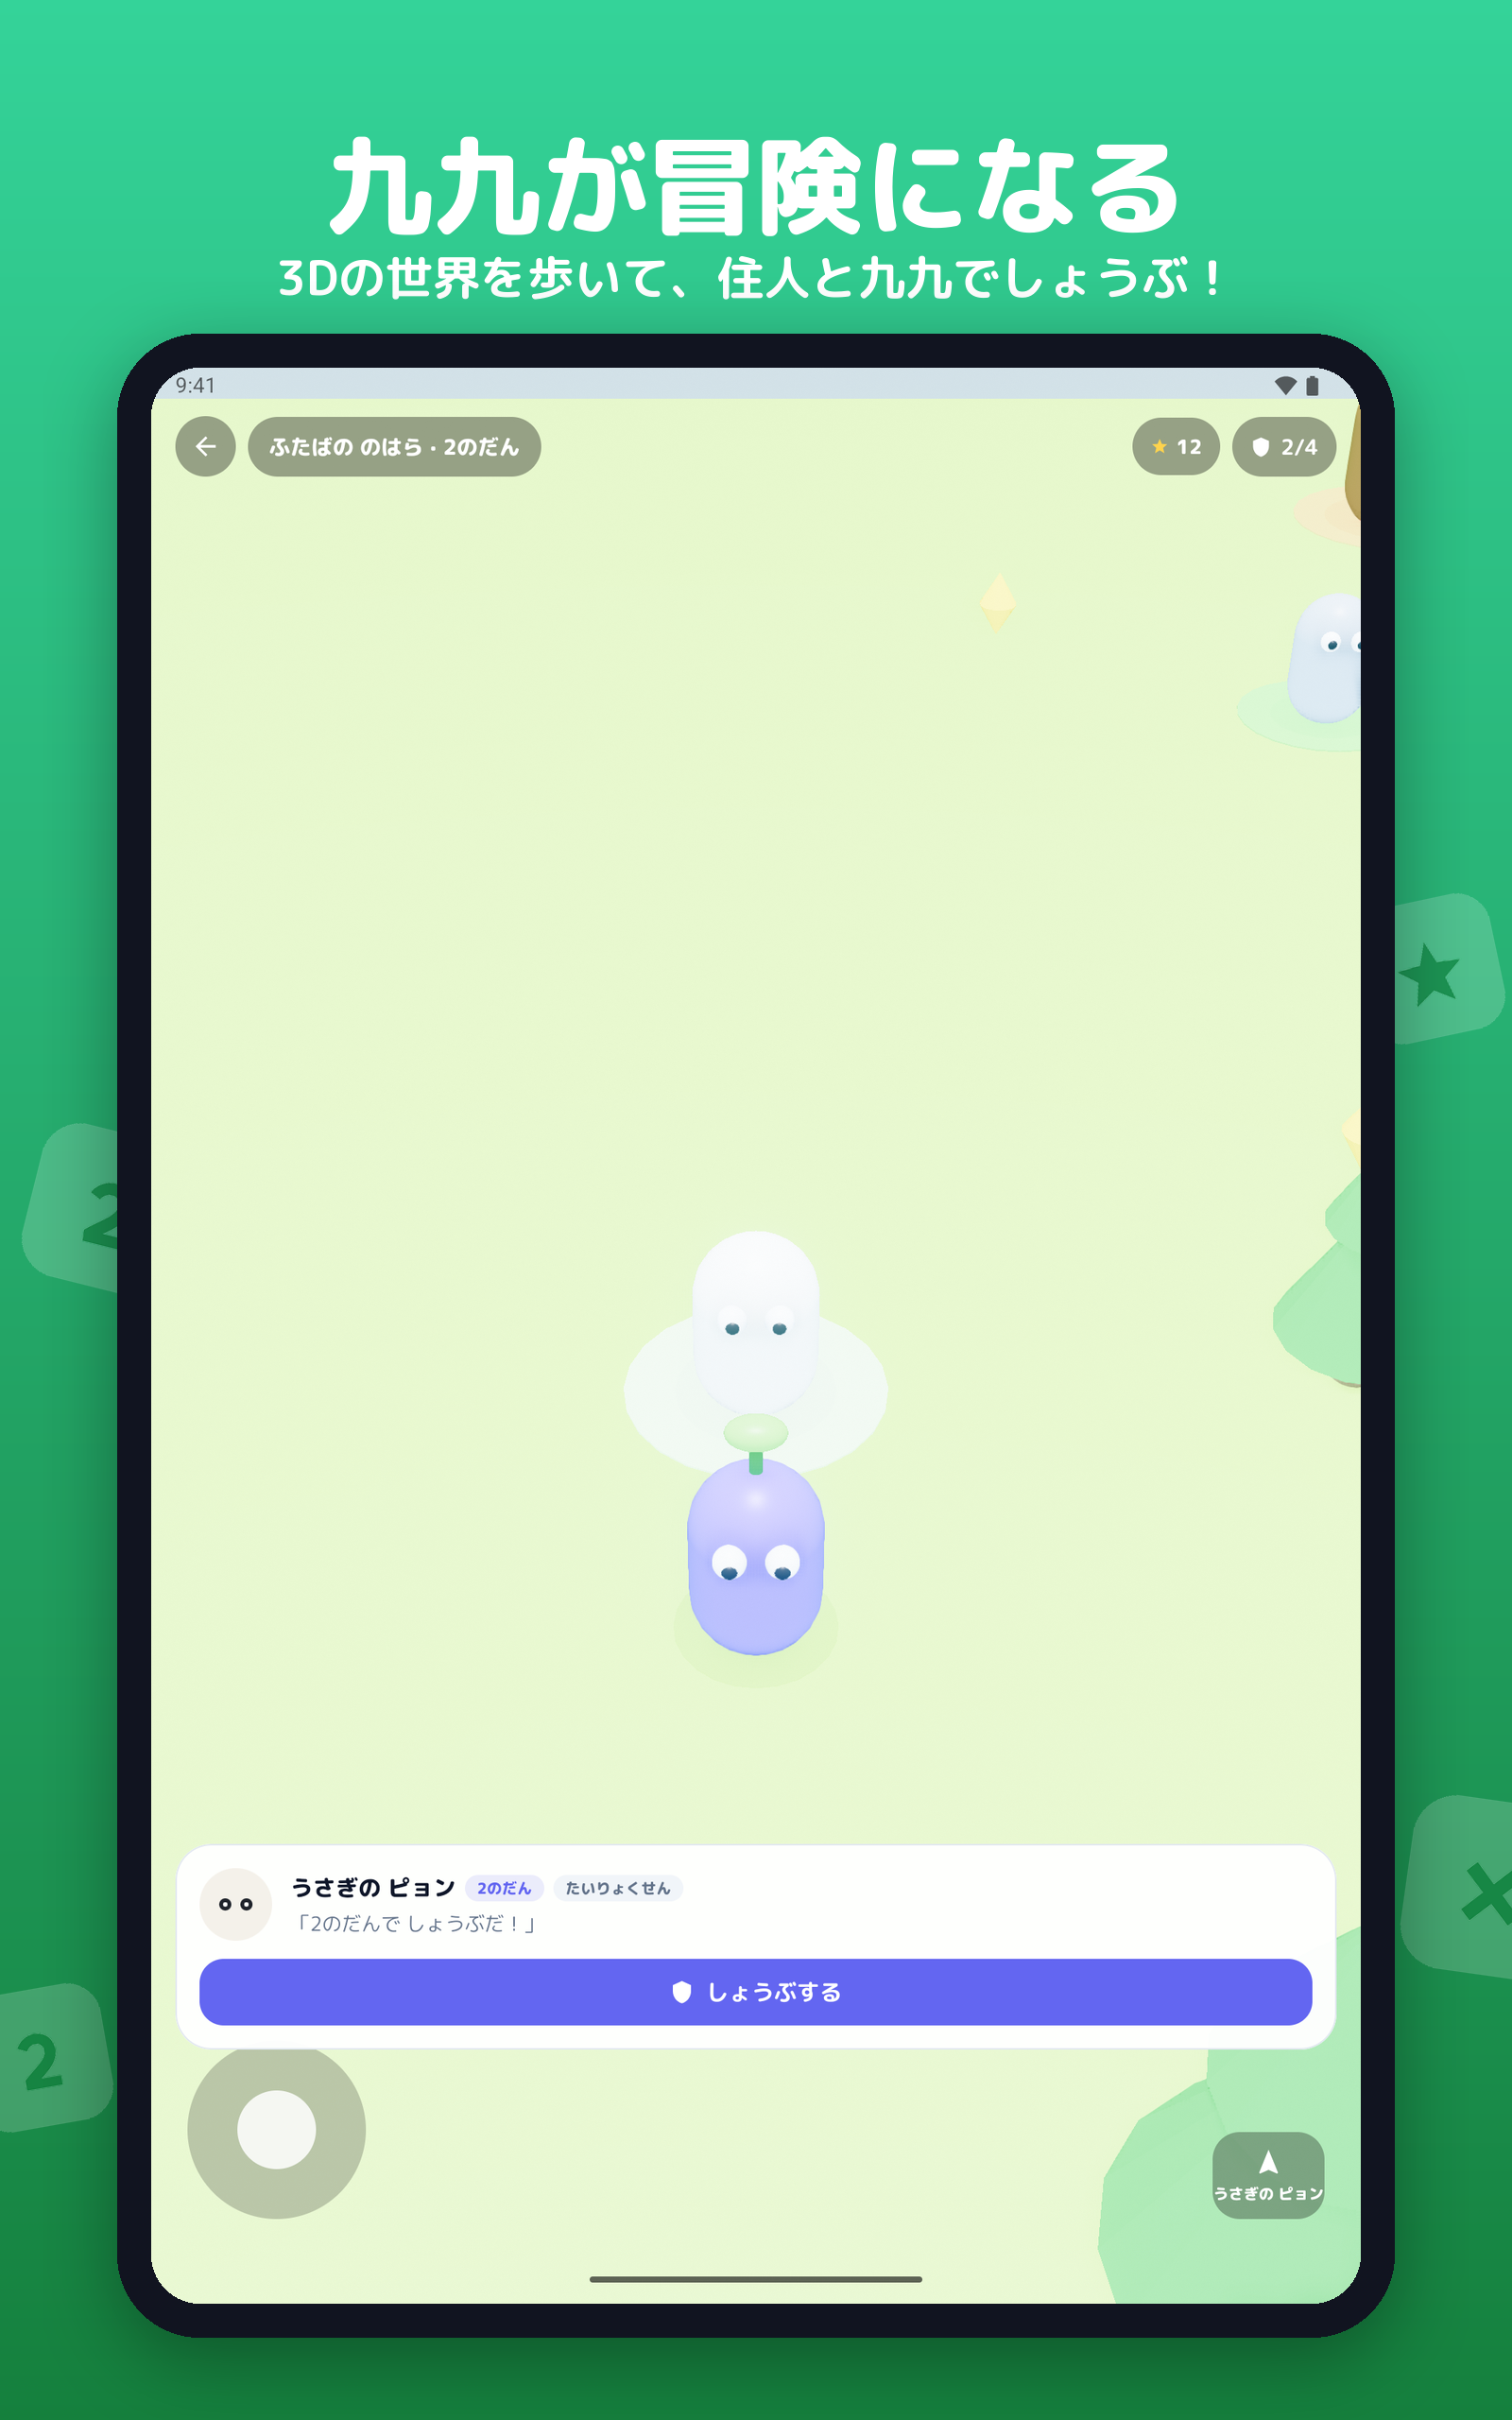 九九が冒険になる
3Dの世界を歩いて、住人と九九でしょうぶ！
9:41
ふたばの のはら · 2のだん
12
2/4
★
2
うさぎの ピョン 2のだん たいりょくせん
「2のだんで しょうぶだ！」
×
しょうぶする
2
うさぎの ピョン